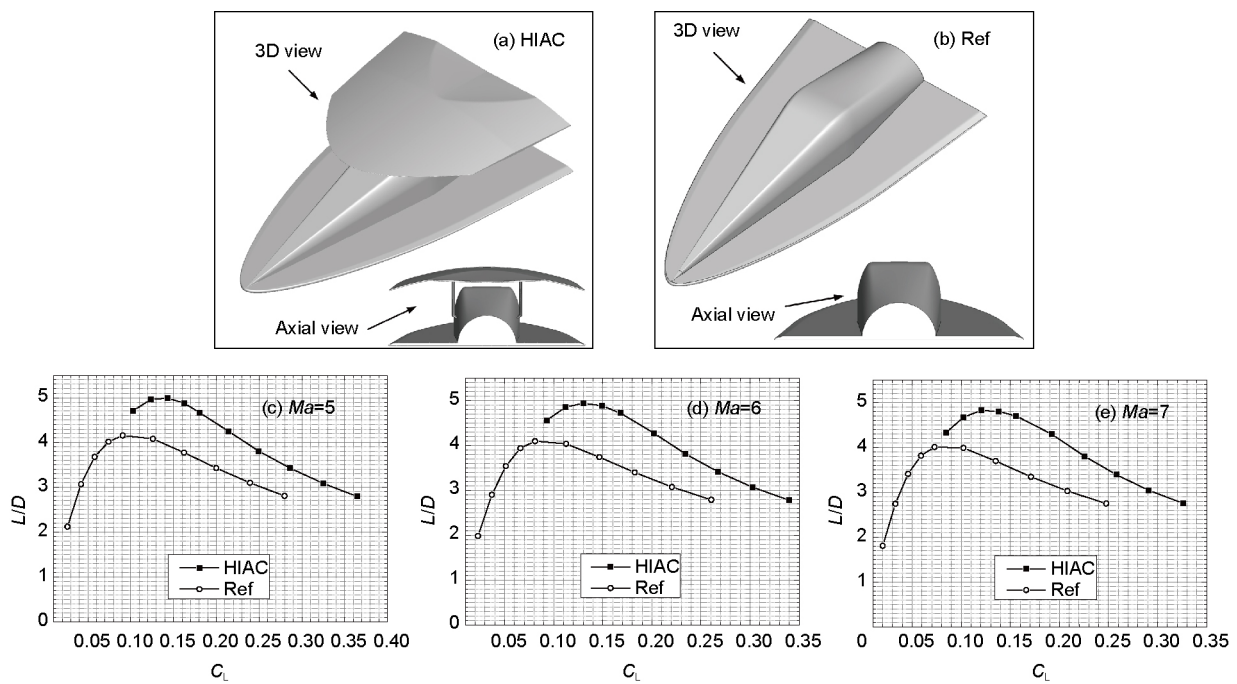 (a) HIAC
3D view
Axial view
(b) Ref
3D view
Axial view
(c) Ma=5
L/D
5
4
3
2
1
0
HIAC
Ref
0.05 0.10 0.15 0.20 0.25 0.30 0.35 0.40
CL
(d) Ma=6
L/D
5
4
3
2
1
0
HIAC
Ref
0.05 0.10 0.15 0.20 0.25 0.30 0.35
CL
(e) Ma=7
L/D
5
4
3
2
1
0
HIAC
Ref
0.05 0.10 0.15 0.20 0.25 0.30 0.35
CL